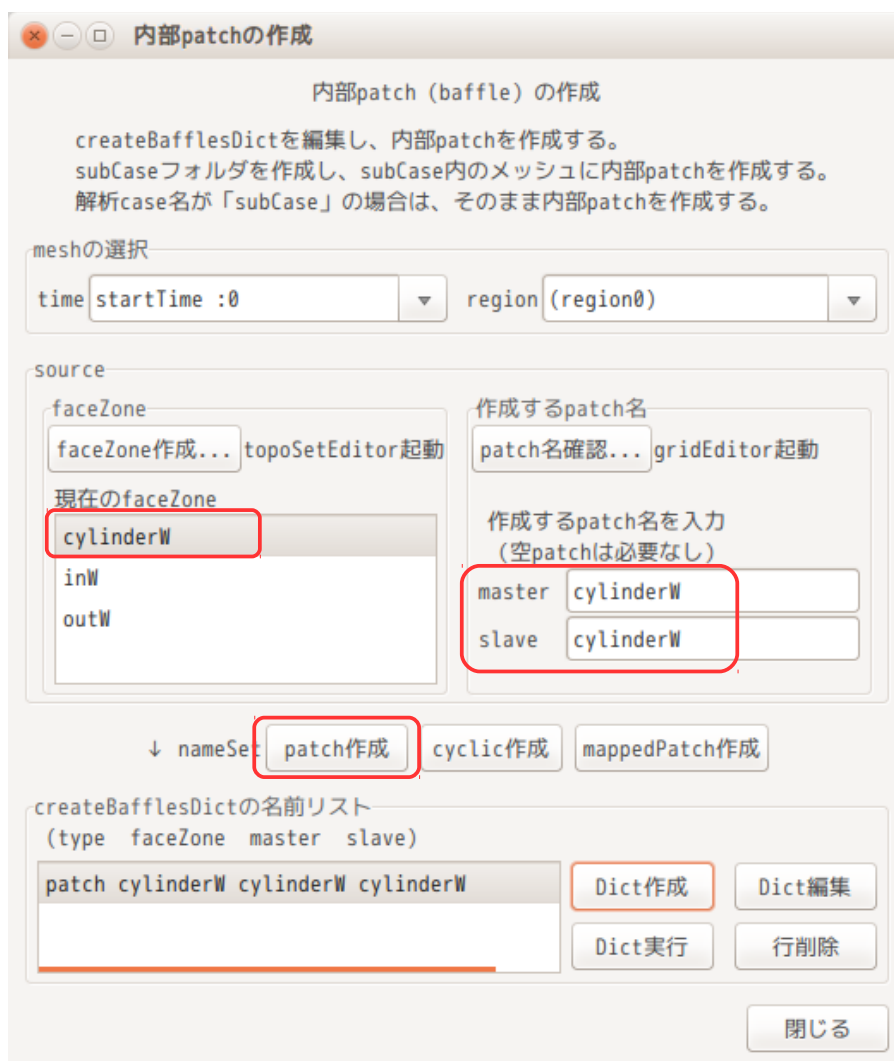 内部patchの作成
内部patch (baffle) の作成
createBafflesDictを編集し、内部patchを作成する。
subCaseフォルダを作成し、subCase内のメッシュに内部patchを作成する。
解析case名が「subCase」の場合は、そのまま内部patchを作成する。
meshの選択
time startTime :0 region (region0)
source
faceZone
faceZone作成... topoSetEditor起動
現在のfaceZone
cylinderW
inW
outW
作成するpatch名
patch名確認... gridEditor起動
作成するpatch名を入力
(空patchは必要なし)
master cylinderW
slave cylinderW
↓ nameSet patch作成 cyclic作成 mappedPatch作成
createBafflesDictの名前リスト
(type faceZone master slave)
patch cylinderW cylinderW cylinderW
Dict作成 Dict編集
Dict実行 行削除
閉じる